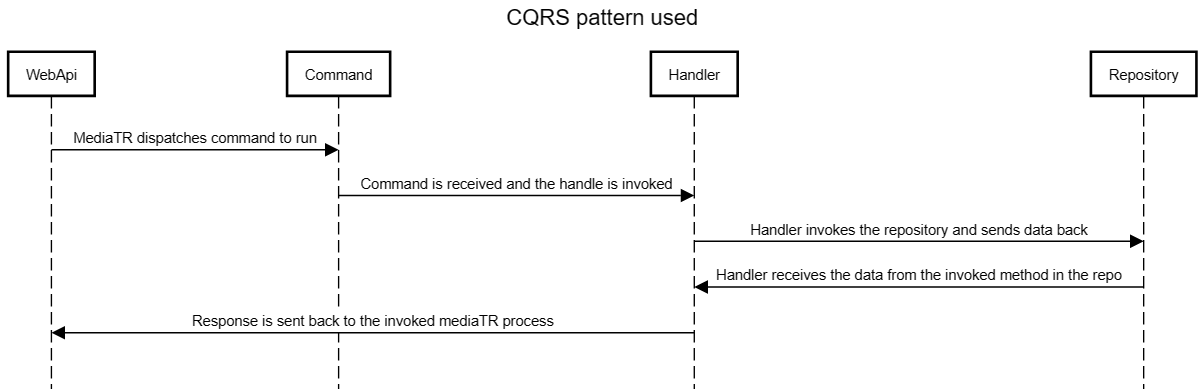 CQRS pattern used
WebApi
Command
Handler
Repository
MediaTR dispatches command to run
Command is received and the handle is invoked
Handler invokes the repository and sends data back
Handler receives the data from the invoked method in the repo
Response is sent back to the invoked mediaTR process